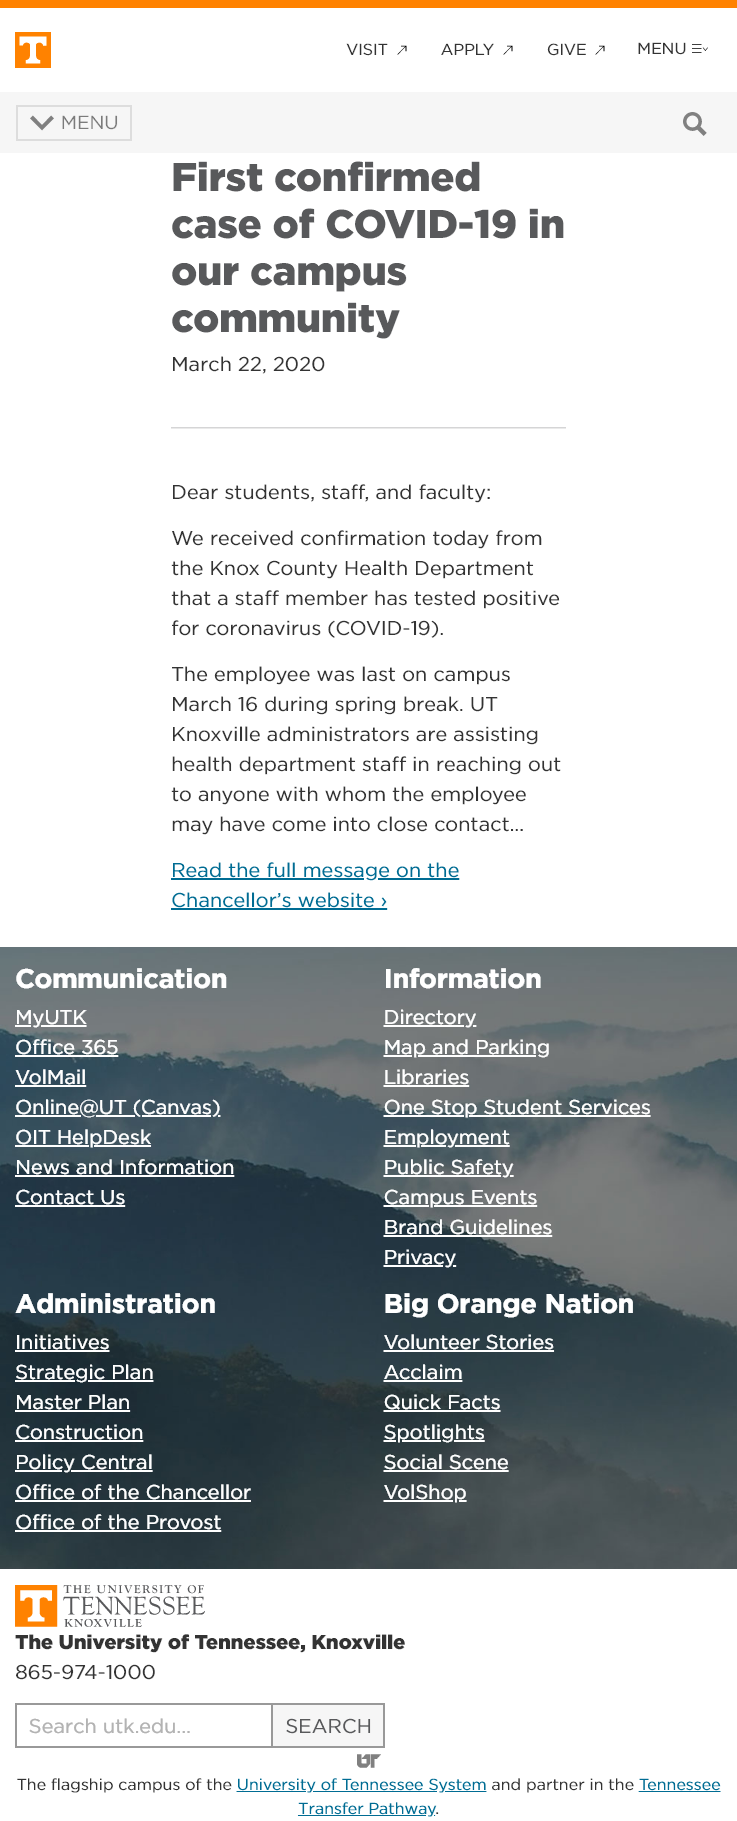 T
VISIT APPLY GIVE MENU
MENU
First confirmed
case of COVID-19 in
our campus
community
March 22, 2020
Dear students, staff, and faculty:
We received confirmation today from
the Knox County Health Department
that a staff member has tested positive
for coronavirus (COVID-19).
The employee was last on campus
March 16 during spring break. UT
Knoxville administrators are assisting
health department staff in reaching out
to anyone with whom the employee
may have come into close contact…
Read the full message on the
Chancellor’s website ›
Communication
MyUTK
Office 365
VolMail
Online@UT (Canvas)
OIT HelpDesk
News and Information
Contact Us
Information
Directory
Map and Parking
Libraries
One Stop Student Services
Employment
Public Safety
Campus Events
Brand Guidelines
Privacy
Administration
Initiatives
Strategic Plan
Master Plan
Construction
Policy Central
Office of the Chancellor
Office of the Provost
Big Orange Nation
Volunteer Stories
Acclaim
Quick Facts
Spotlights
Social Scene
VolShop
T
THE UNIVERSITY OF
TENNESSEE
KNOXVILLE
The University of Tennessee, Knoxville
865-974-1000
Search utk.edu... SEARCH
UT
The flagship campus of the University of Tennessee System and partner in the Tennessee
Transfer Pathway.